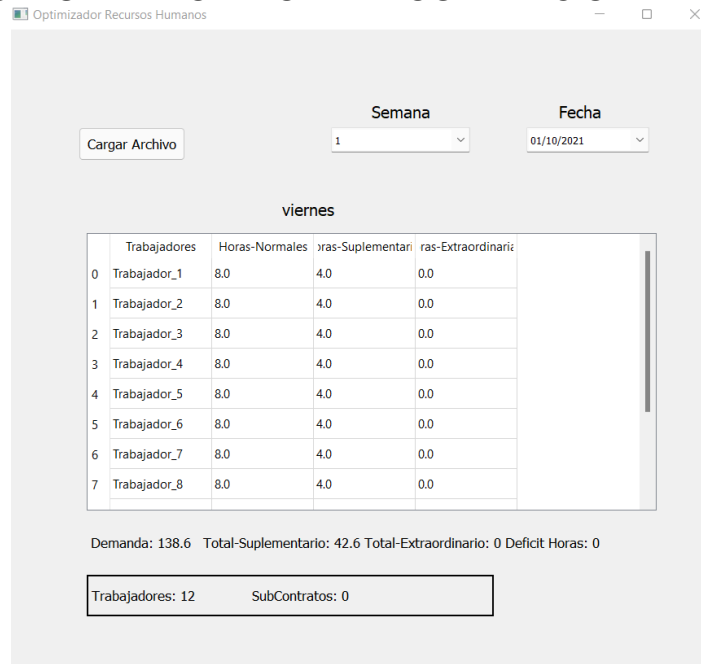 Optimizador Recursos Humanos
Semana Fecha
Cargar Archivo 1 01/10/2021
viernes
Trabajadores Horas-Normales oras-Suplementari ras-Extraordinaria
0 Trabajador_1 8.0 4.0 0.0
1 Trabajador_2 8.0 4.0 0.0
2 Trabajador_3 8.0 4.0 0.0
3 Trabajador_4 8.0 4.0 0.0
4 Trabajador_5 8.0 4.0 0.0
5 Trabajador_6 8.0 4.0 0.0
6 Trabajador_7 8.0 4.0 0.0
7 Trabajador_8 8.0 4.0 0.0
Demanda: 138.6 Total-Suplementario: 42.6 Total-Extraordinario: 0 Deficit Horas: 0
Trabajadores: 12 SubContratos: 0